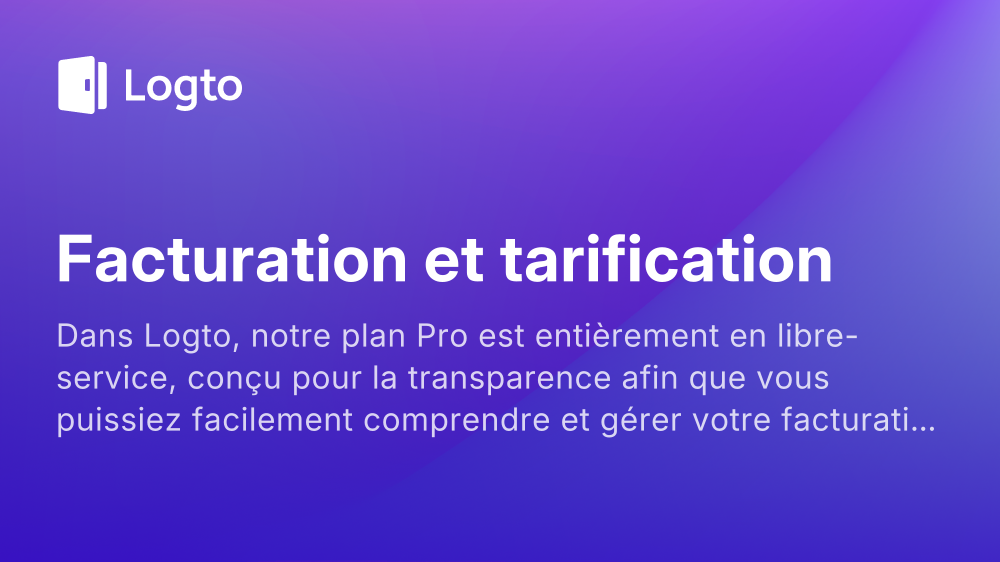 Logto
Facturation et tarification
Dans Logto, notre plan Pro est entièrement en libre-
service, conçu pour la transparence afin que vous
puissiez facilement comprendre et gérer votre facturati...